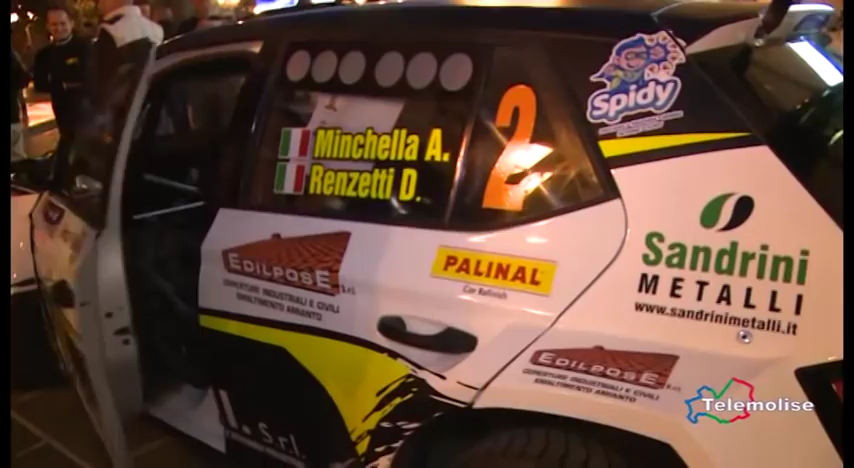 Spidy
2
Minchella A.
Renzetti D.
Sandrini
METALLI
www.sandrinimetalli.it
EDILPOSE S.r.l.
COPERTURE INDUSTRIALI E CIVILI
SMALTIMENTO AMIANTO
PALINAL
Car Refinish
EDILPOSE S.r.l.
COPERTURE INDUSTRIALI E CIVILI
SMALTIMENTO AMIANTO
Telemolise
S.r.l.